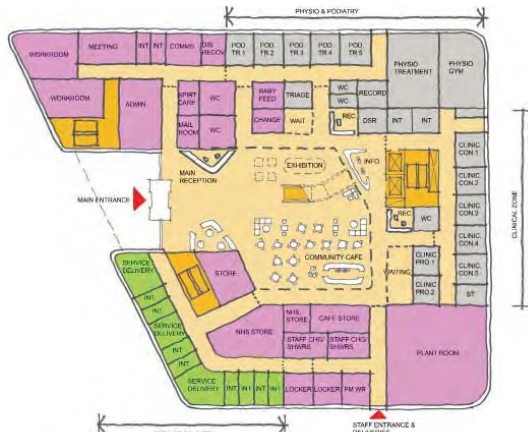 PHYSIO & PODIATRY
WORKROOM
MEETING
INT
INT
COMMS
DIS
RECOV
POD
TR 1
POD
TR 2
POD
TR 3
POD
TR 4
POD
TR 5
PHYSIO
TREATMENT
PHYSIO
GYM
WORKROOM
ADMIN
SPIRT
CARE
WC
MAIL
ROOM
WC
BABY
FEED
TRIAGE
CHANGE
WAIT
WC
WC
RECORD
REC
DSR
INT
INT
CLINIC
CON.1
CLINIC
CON.2
CLINIC
CON.3
CLINIC
CON.4
CLINIC
CON.5
ST
CLINICAL ZONE
MAIN
RECEPTION
EXHIBITION
INFO
MAIN ENTRANCE
REC
WC
COMMUNITY CAFE
WAITING
CLINIC
PRO 1
CLINIC
PRO 2
SERVICE
DELIVERY
INT
INT
SERVICE
DELIVERY
INT
INT
SERVICE
DELIVERY
INT
INT
INT
INT
STORE
NHS STORE
NHS
STORE
CAFE STORE
STAFF CHG/
SHWRS
STAFF CHG/
SHWRS
LOCKER
LOCKER
FM WR
PLANT ROOM
STAFF ENTRANCE &